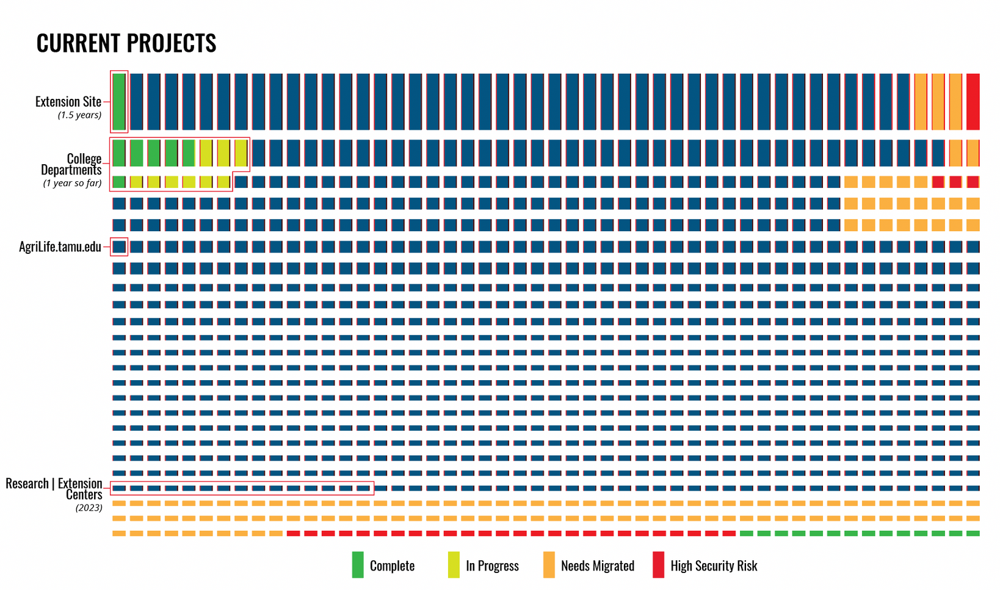 CURRENT PROJECTS
Extension Site
(1.5 years)
College
Departments
(1 year so far)
AgriLife.tamu.edu
Research | Extension
Centers
(2023)
Complete
In Progress
Needs Migrated
High Security Risk